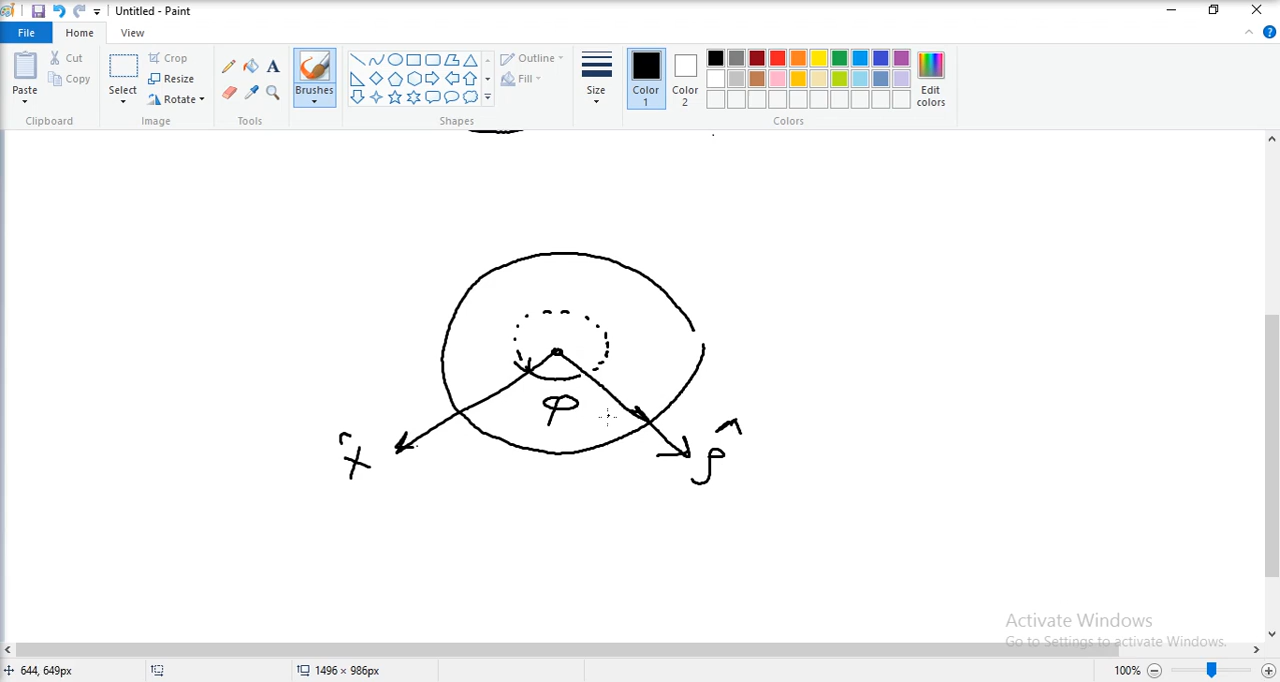 Untitled - Paint
File Home View
Paste
Cut
Copy
Clipboard
Select
Crop
Resize
Rotate
Image
A
Tools
Brushes
Outline
Fill
Shapes
Size
Color 1
Color 2
Edit colors
Colors
φ
x̂
ρ̂
Activate Windows
Go to Settings to activate Windows.
644, 649px
1496 × 986px
100%